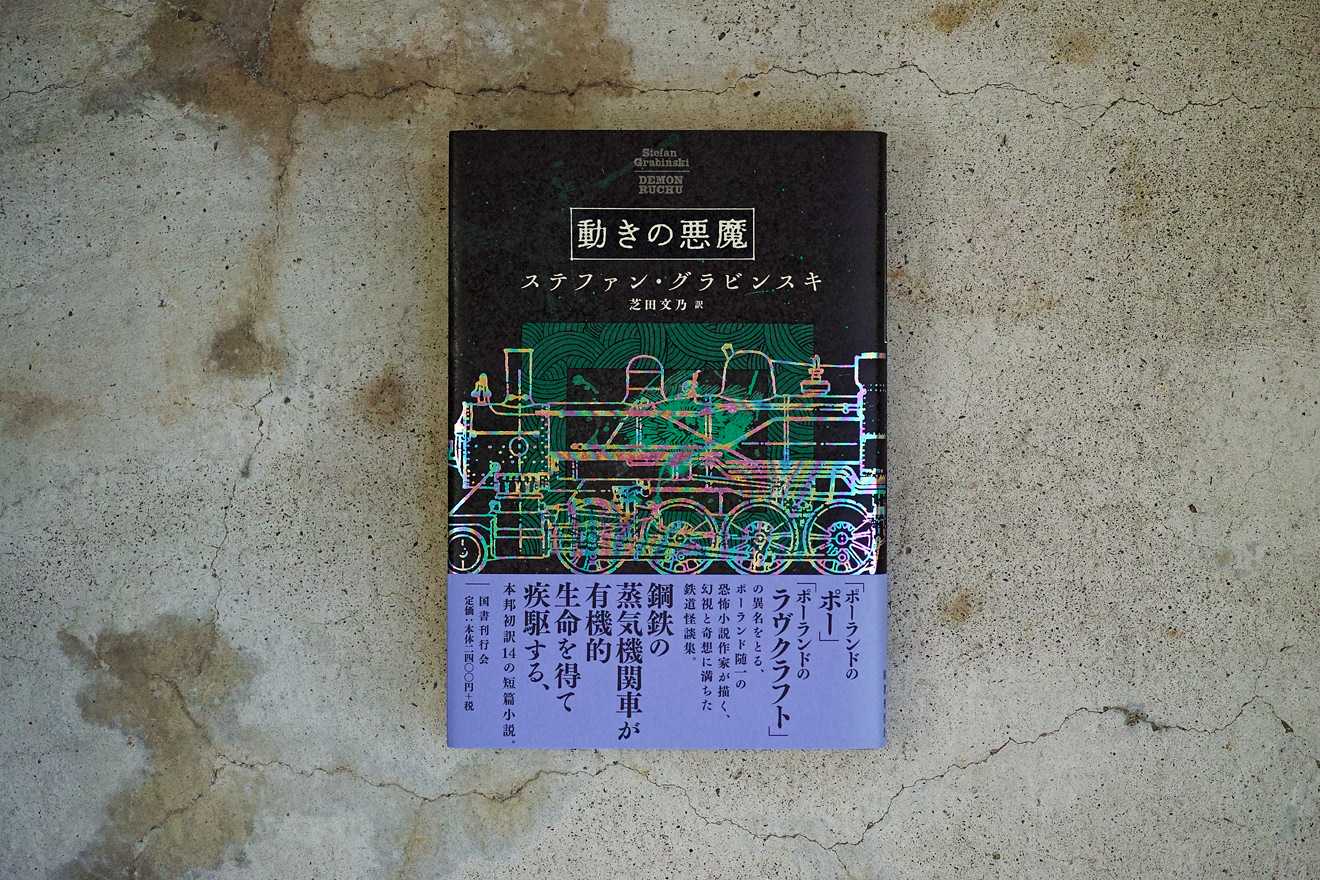 Stefan
Grabiński
DEMON
RUCHU
動きの悪魔
ステファン・グラビンスキ
芝田文乃 訳
「ポーランドの
ポー」
「ポーランドの
ラヴクラフト」
の異名をとる、
ポーランド随一の
恐怖小説作家が描く、
幻視と奇想に満ちた
鉄道怪談集。
鋼鉄の
蒸気機関車が
有機的
生命を得て
疾駆する、
本邦初訳14の短篇小説。
国書刊行会
定価：本体二四〇〇円＋税